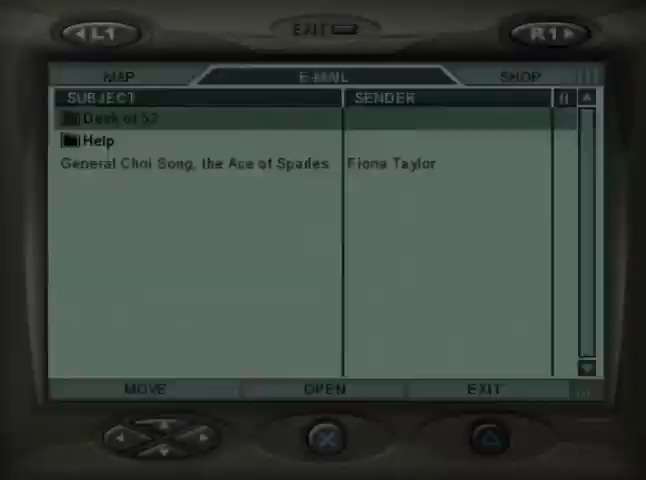 L1 EXIT R1
MAP E-MAIL SHOP
SUBJECT SENDER
Deck of 52
Help
General Choi Song, the Ace of Spades Fiona Taylor
MOVE OPEN EXIT